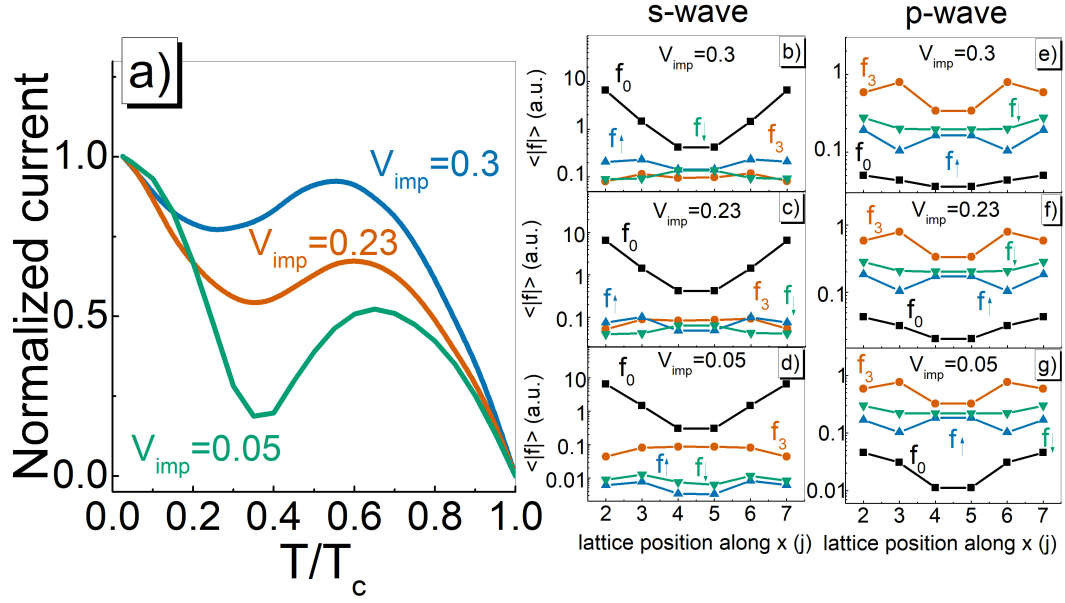 s-wave
p-wave
a)
Normalized current
1.0
0.5
0.0
V_imp=0.3
V_imp=0.23
V_imp=0.05
0.0 0.2 0.4 0.6 0.8 1.0
T/T_c
b)
V_imp=0.3
<|f|> (a.u.)
10
1
0.1
f_0
f_↑
f_↓
f_3
c)
V_imp=0.23
<|f|> (a.u.)
10
1
0.1
f_0
f_↑
f_3
f_↓
d)
V_imp=0.05
<|f|> (a.u.)
10
1
0.1
0.01
f_0
f_3
f_↑
f_↓
2 3 4 5 6 7
lattice position along x (j)
e)
V_imp=0.3
1
0.1
f_3
f_↓
f_↑
f_0
f)
V_imp=0.23
1
0.1
f_3
f_↓
f_↑
f_0
g)
V_imp=0.05
1
0.1
0.01
f_3
f_↑
f_↓
f_0
2 3 4 5 6 7
lattice position along x (j)